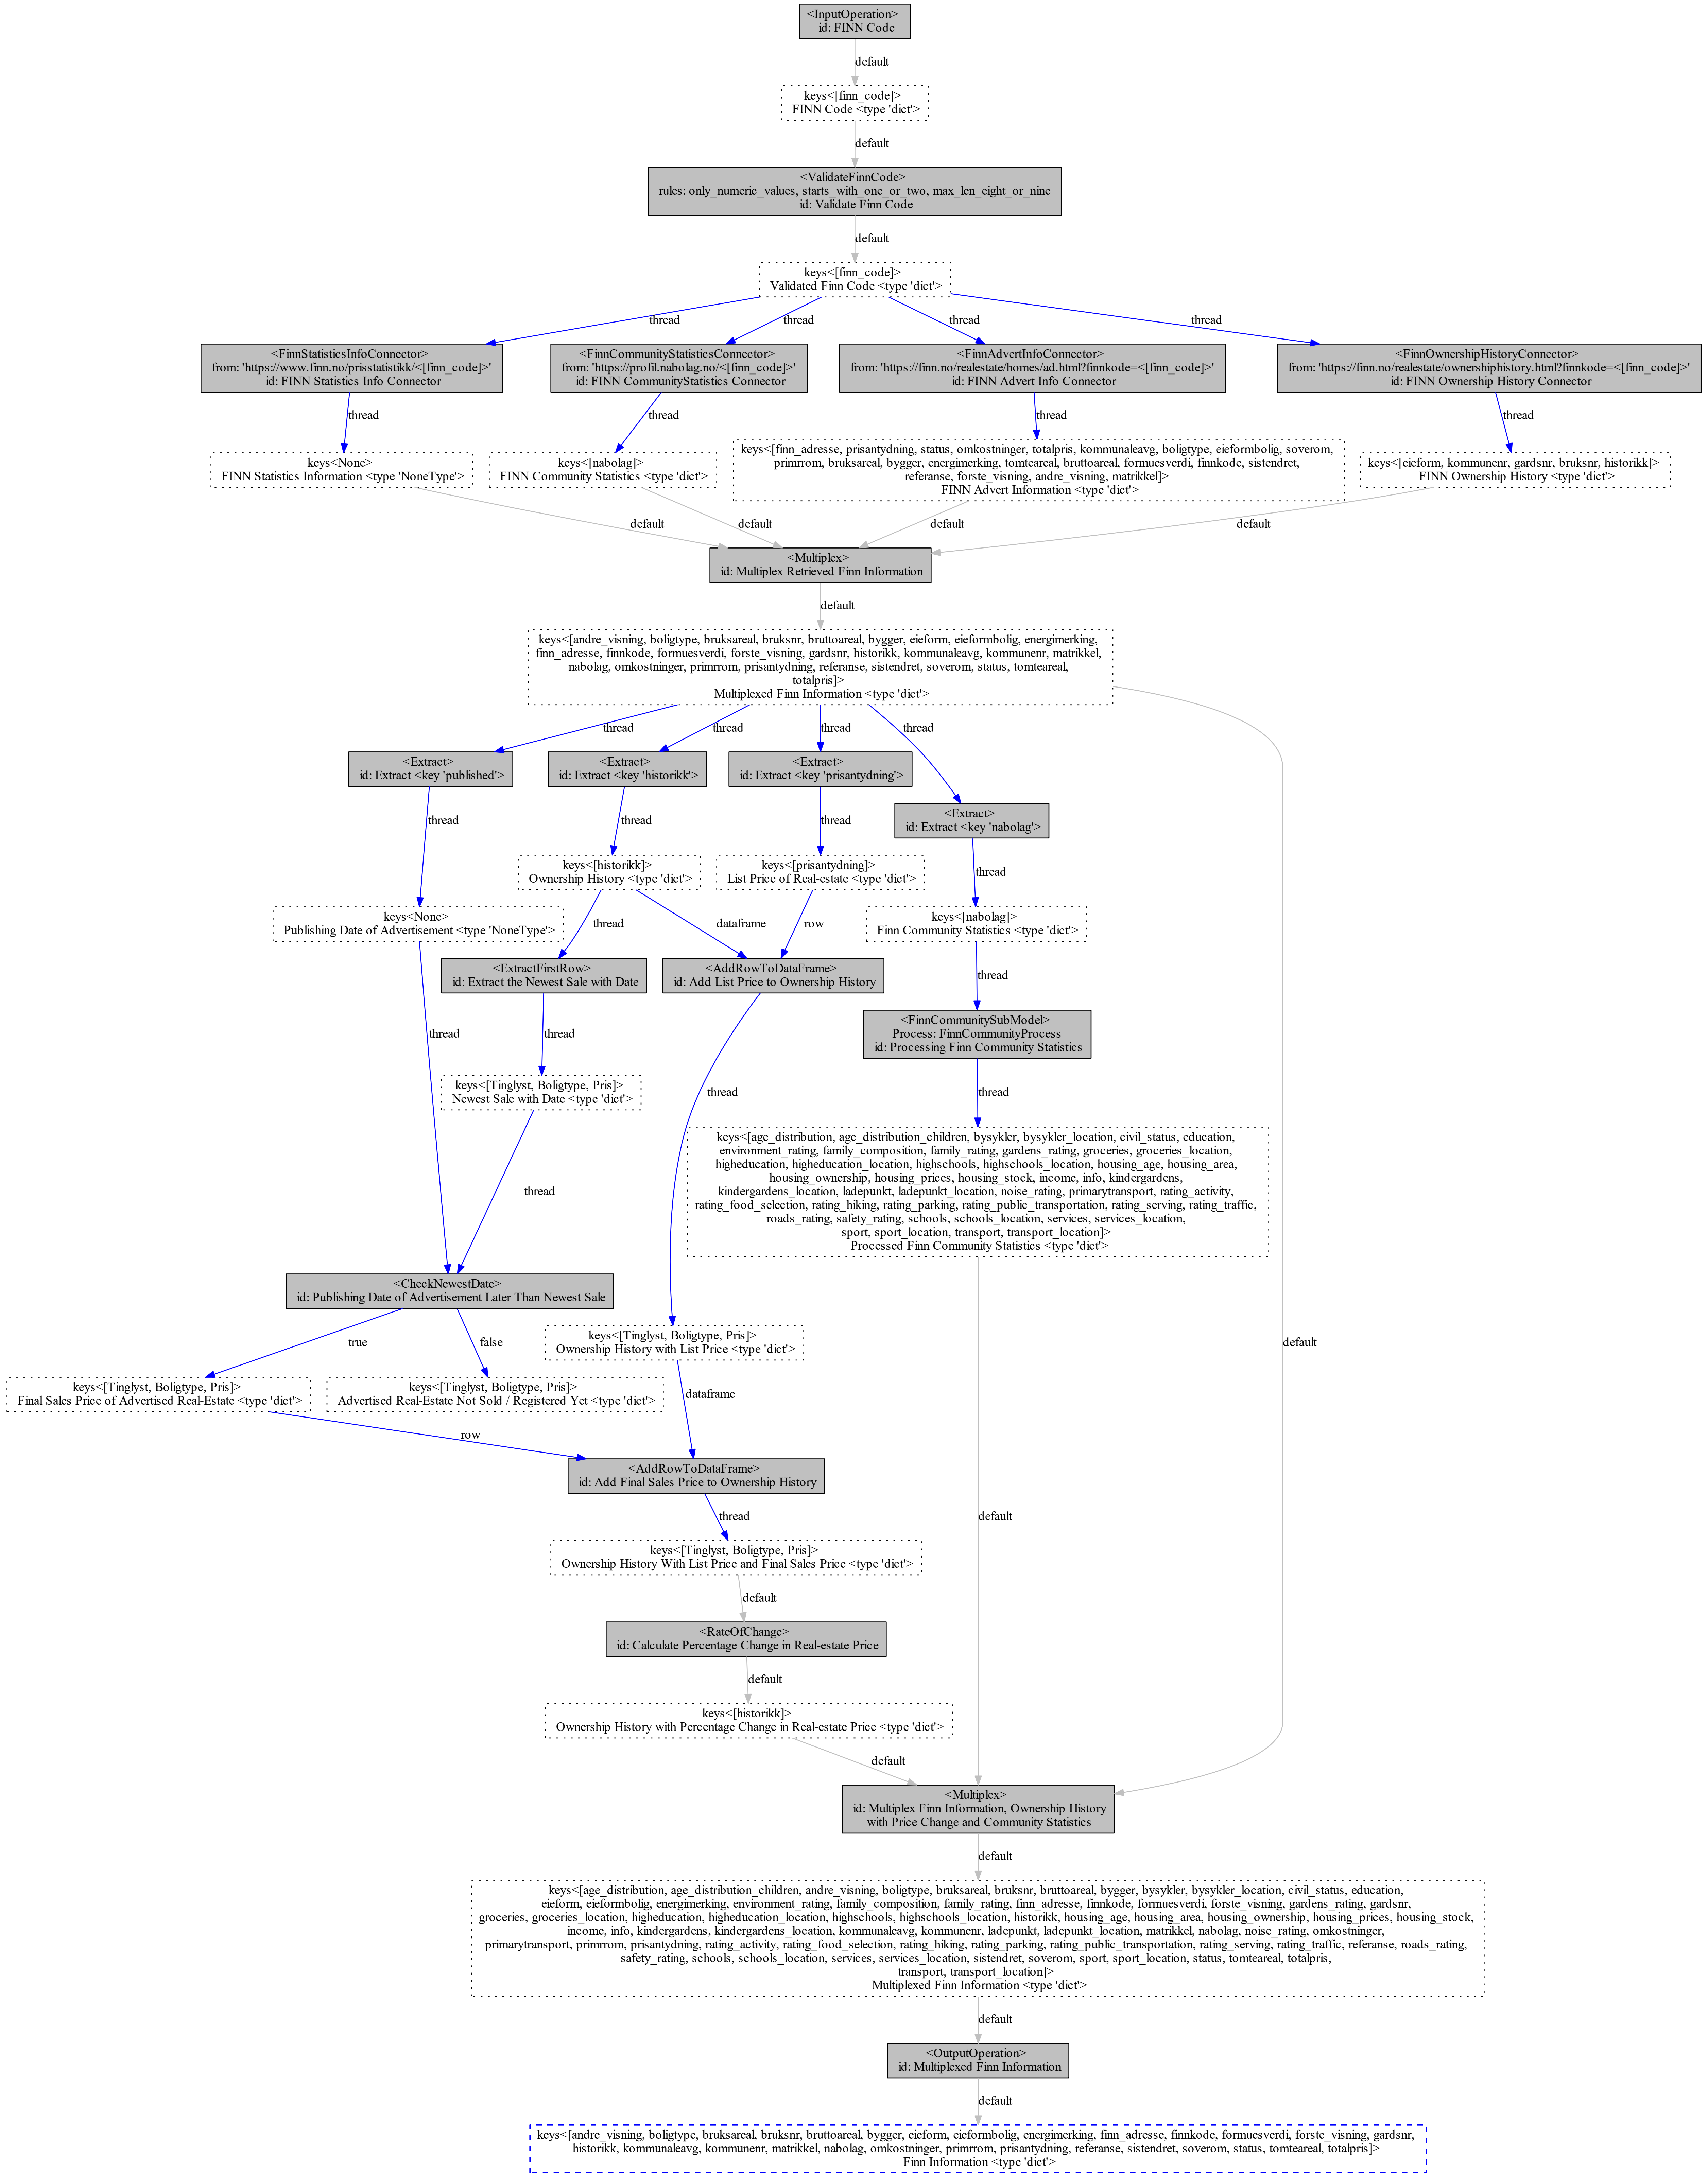 <InputOperation>
id: FINN Code
default
keys<[finn_code]>
FINN Code <type 'dict'>
default
<ValidateFinnCode>
rules: only_numeric_values, starts_with_one_or_two, max_len_eight_or_nine
id: Validate Finn Code
default
keys<[finn_code]>
Validated Finn Code <type 'dict'>
thread
thread
thread
thread
<FinnStatisticsInfoConnector>
from: 'https://www.finn.no/prisstatistikk/<[finn_code]>'
id: FINN Statistics Info Connector
<FinnCommunityStatisticsConnector>
from: 'https://profil.nabolag.no/<[finn_code]>'
id: FINN CommunityStatistics Connector
<FinnAdvertInfoConnector>
from: 'https://finn.no/realestate/homes/ad.html?finnkode=<[finn_code]>'
id: FINN Advert Info Connector
<FinnOwnershipHistoryConnector>
from: 'https://finn.no/realestate/ownershiphistory.html?finnkode=<[finn_code]>'
id: FINN Ownership History Connector
thread
thread
thread
thread
keys<None>
FINN Statistics Information <type 'NoneType'>
keys<[nabolag]>
FINN Community Statistics <type 'dict'>
keys<[finn_adresse, prisantydning, status, omkostninger, totalpris, kommunaleavg, boligtype, eieformbolig, soverom,
primrrom, bruksareal, bygger, energimerking, tomteareal, bruttoareal, formuesverdi, finnkode, sistendret,
referanse, forste_visning, andre_visning, matrikkel]>
FINN Advert Information <type 'dict'>
keys<[eieform, kommunenr, gardsnr, bruksnr, historikk]>
FINN Ownership History <type 'dict'>
default
default
default
default
<Multiplex>
id: Multiplex Retrieved Finn Information
default
keys<[andre_visning, boligtype, bruksareal, bruksnr, bruttoareal, bygger, eieform, eieformbolig, energimerking,
finn_adresse, finnkode, formuesverdi, forste_visning, gardsnr, historikk, kommunaleavg, kommunenr, matrikkel,
nabolag, omkostninger, primrrom, prisantydning, referanse, sistendret, soverom, status, tomteareal,
totalpris]>
Multiplexed Finn Information <type 'dict'>
thread
thread
thread
thread
<Extract>
id: Extract <key 'published'>
<Extract>
id: Extract <key 'historikk'>
<Extract>
id: Extract <key 'prisantydning'>
<Extract>
id: Extract <key 'nabolag'>
thread
thread
thread
thread
keys<[historikk]>
Ownership History <type 'dict'>
keys<[prisantydning]>
List Price of Real-estate <type 'dict'>
keys<None>
Publishing Date of Advertisement <type 'NoneType'>
thread
dataframe
row
keys<[nabolag]>
Finn Community Statistics <type 'dict'>
<ExtractFirstRow>
id: Extract the Newest Sale with Date
<AddRowToDataFrame>
id: Add List Price to Ownership History
thread
<FinnCommunitySubModel>
Process: FinnCommunityProcess
id: Processing Finn Community Statistics
thread
thread
keys<[Tinglyst, Boligtype, Pris]>
Newest Sale with Date <type 'dict'>
thread
thread
keys<[age_distribution, age_distribution_children, bysykler, bysykler_location, civil_status, education,
environment_rating, family_composition, family_rating, gardens_rating, groceries, groceries_location,
higheducation, higheducation_location, highschools, highschools_location, housing_age, housing_area,
housing_ownership, housing_prices, housing_stock, income, info, kindergardens,
kindergardens_location, ladepunkt, ladepunkt_location, noise_rating, primarytransport, rating_activity,
rating_food_selection, rating_hiking, rating_parking, rating_public_transportation, rating_serving, rating_traffic,
roads_rating, safety_rating, schools, schools_location, services, services_location,
sport, sport_location, transport, transport_location]>
Processed Finn Community Statistics <type 'dict'>
thread
<CheckNewestDate>
id: Publishing Date of Advertisement Later Than Newest Sale
true
false
keys<[Tinglyst, Boligtype, Pris]>
Ownership History with List Price <type 'dict'>
default
keys<[Tinglyst, Boligtype, Pris]>
Final Sales Price of Advertised Real-Estate <type 'dict'>
keys<[Tinglyst, Boligtype, Pris]>
Advertised Real-Estate Not Sold / Registered Yet <type 'dict'>
dataframe
row
<AddRowToDataFrame>
id: Add Final Sales Price to Ownership History
thread
default
keys<[Tinglyst, Boligtype, Pris]>
Ownership History With List Price and Final Sales Price <type 'dict'>
default
<RateOfChange>
id: Calculate Percentage Change in Real-estate Price
default
keys<[historikk]>
Ownership History with Percentage Change in Real-estate Price <type 'dict'>
default
<Multiplex>
id: Multiplex Finn Information, Ownership History
with Price Change and Community Statistics
default
keys<[age_distribution, age_distribution_children, andre_visning, boligtype, bruksareal, bruksnr, bruttoareal, bygger, bysykler, bysykler_location, civil_status, education,
eieform, eieformbolig, energimerking, environment_rating, family_composition, family_rating, finn_adresse, finnkode, formuesverdi, forste_visning, gardens_rating, gardsnr,
groceries, groceries_location, higheducation, higheducation_location, highschools, highschools_location, historikk, housing_age, housing_area, housing_ownership, housing_prices, housing_stock,
income, info, kindergardens, kindergardens_location, kommunaleavg, kommunenr, ladepunkt, ladepunkt_location, matrikkel, nabolag, noise_rating, omkostninger,
primarytransport, primrrom, prisantydning, rating_activity, rating_food_selection, rating_hiking, rating_parking, rating_public_transportation, rating_serving, rating_traffic, referanse, roads_rating,
safety_rating, schools, schools_location, services, services_location, sistendret, soverom, sport, sport_location, status, tomteareal, totalpris,
transport, transport_location]>
Multiplexed Finn Information <type 'dict'>
default
<OutputOperation>
id: Multiplexed Finn Information
default
keys<[andre_visning, boligtype, bruksareal, bruksnr, bruttoareal, bygger, eieform, eieformbolig, energimerking, finn_adresse, finnkode, formuesverdi, forste_visning, gardsnr,
historikk, kommunaleavg, kommunenr, matrikkel, nabolag, omkostninger, primrrom, prisantydning, referanse, sistendret, soverom, status, tomteareal, totalpris]>
Finn Information <type 'dict'>